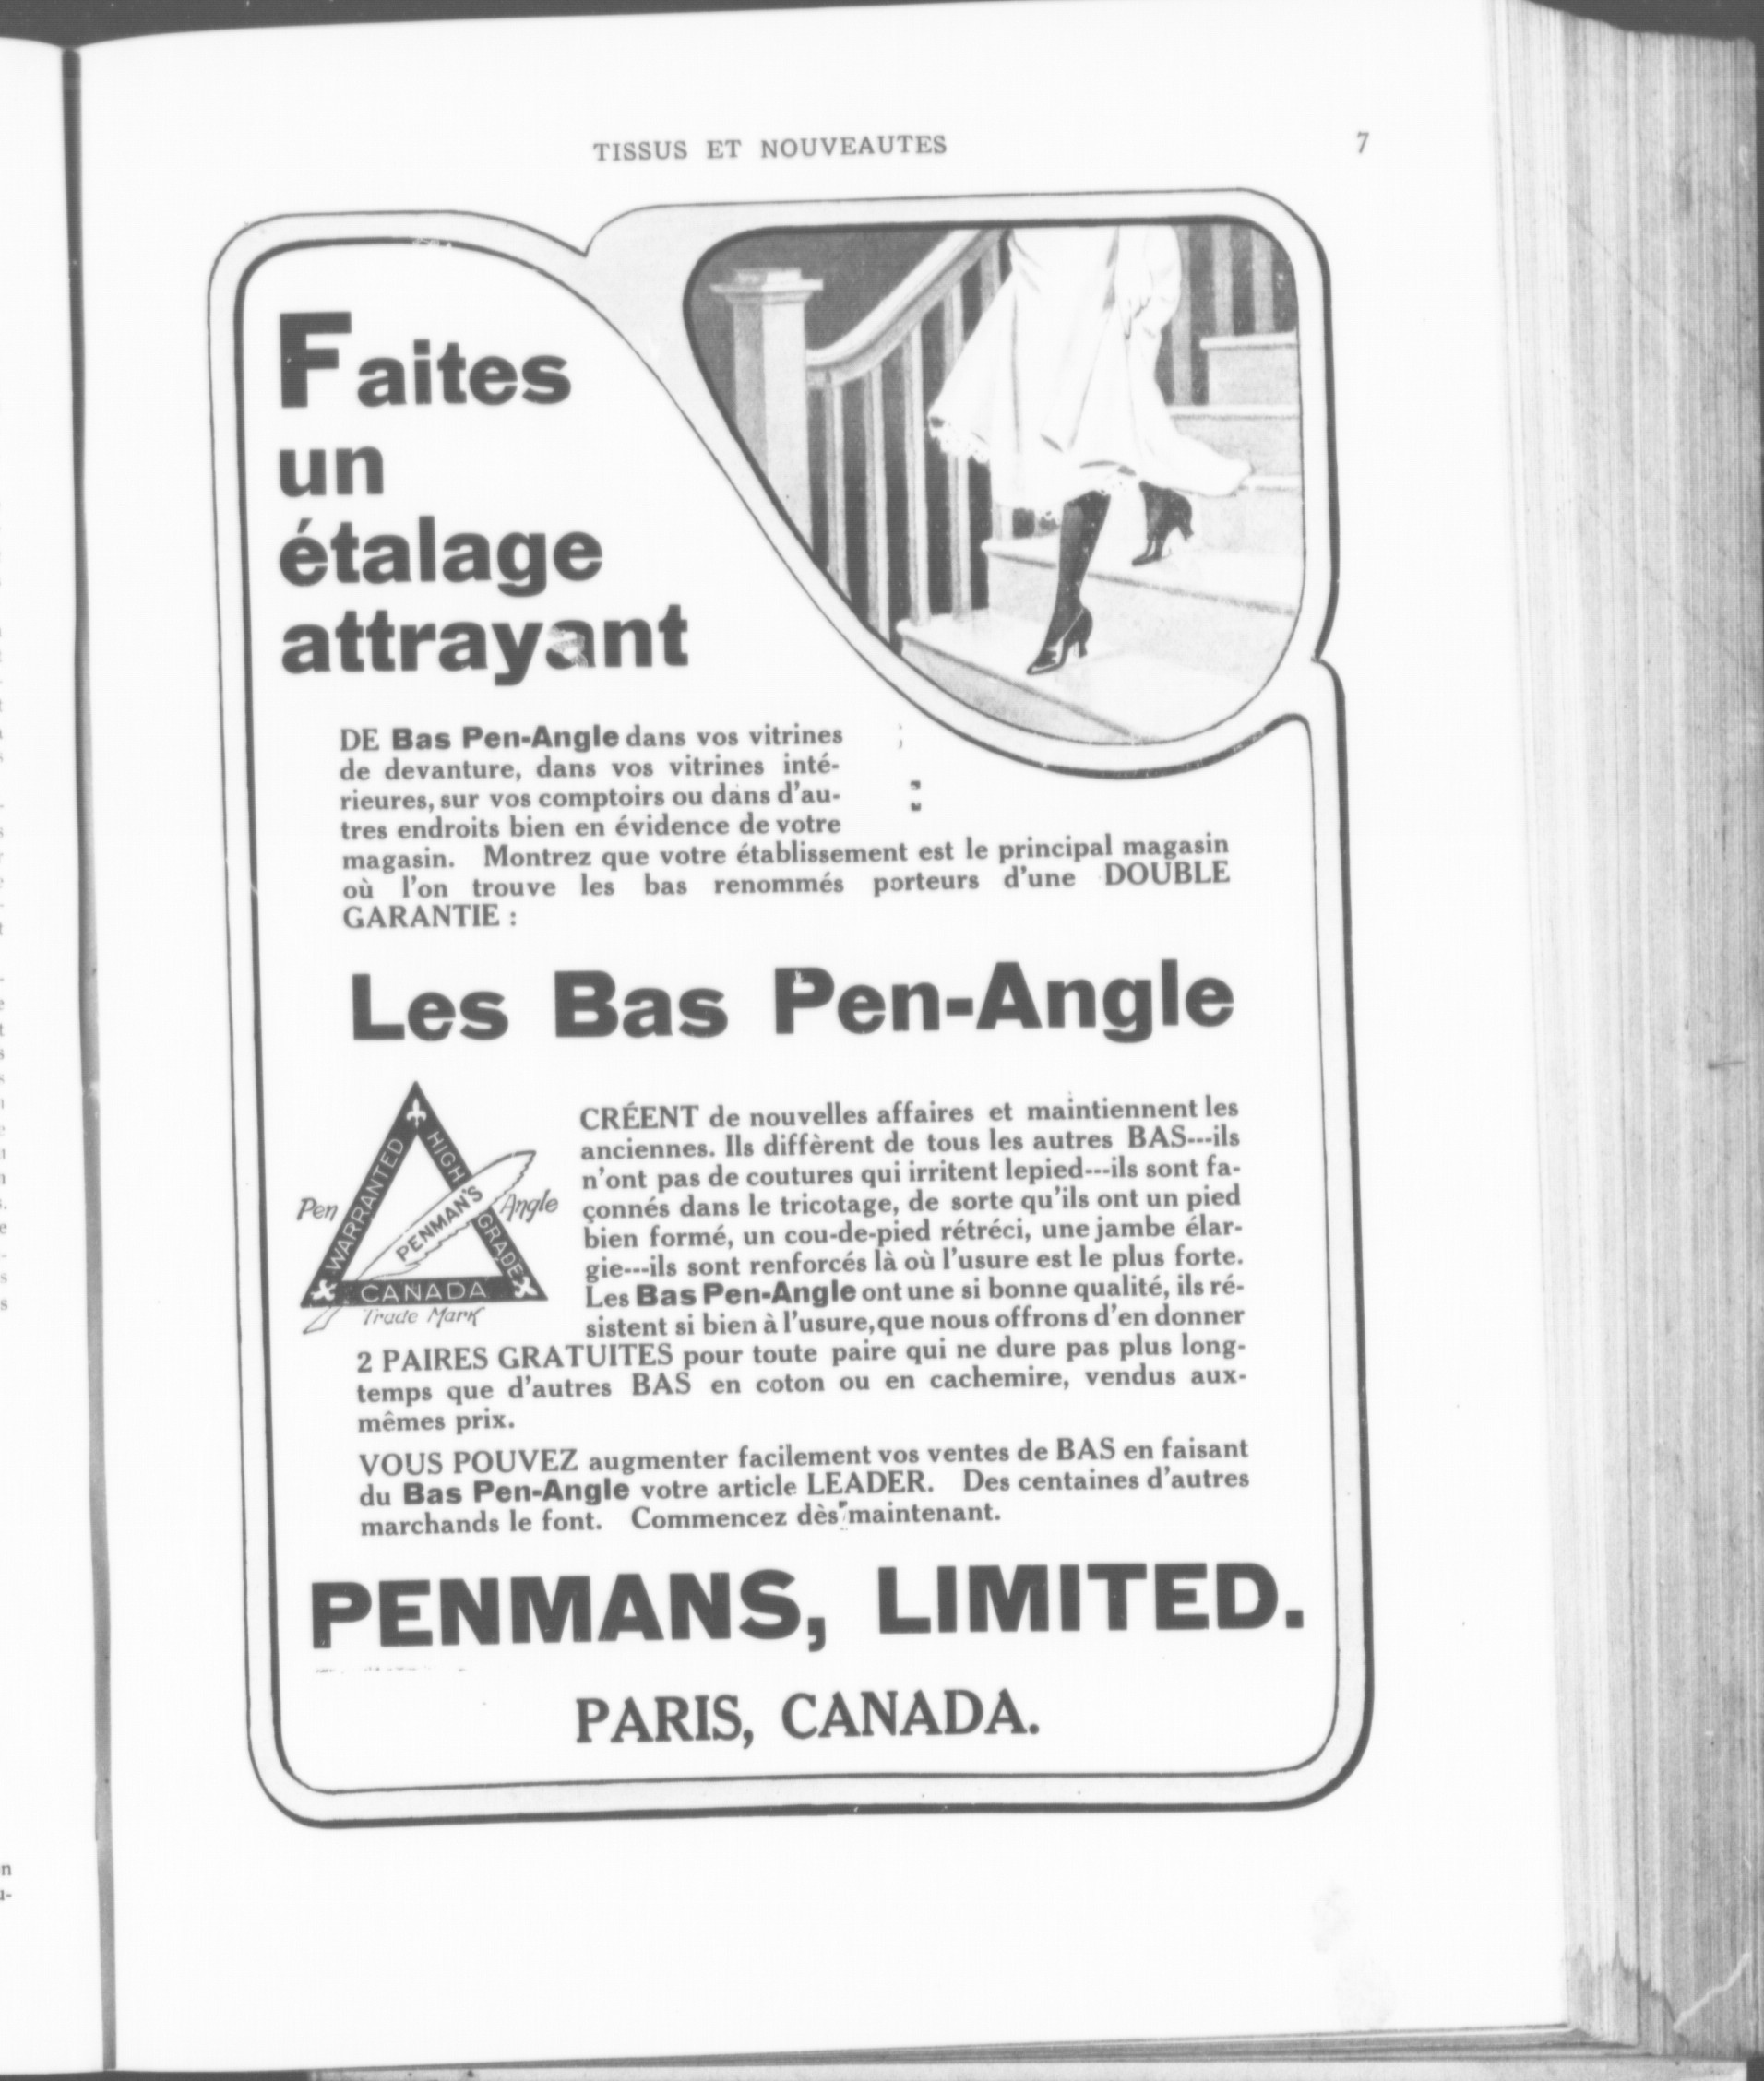 TISSUS ET NOUVEAUTES 7
Faites
un
étalage
attrayant
DE Bas Pen-Angle dans vos vitrines
de devanture, dans vos vitrines inté-
rieures, sur vos comptoirs ou dans d'au-
tres endroits bien en évidence de votre
magasin. Montrez que votre établissement est le principal magasin
où l'on trouve les bas renommés porteurs d'une DOUBLE
GARANTIE :
Les Bas Pen-Angle
Pen Angle
WARRANTED
HIGH GRADE
PENMAN'S
CANADA
Trade Mark
CRÉENT de nouvelles affaires et maintiennent les
anciennes. Ils diffèrent de tous les autres BAS---ils
n'ont pas de coutures qui irritent lepied---ils sont fa-
çonnés dans le tricotage, de sorte qu'ils ont un pied
bien formé, un cou-de-pied rétréci, une jambe élar-
gie---ils sont renforcés là où l'usure est le plus forte.
Les Bas Pen-Angle ont une si bonne qualité, ils ré-
sistent si bien à l'usure, que nous offrons d'en donner
2 PAIRES GRATUITES pour toute paire qui ne dure pas plus long-
temps que d'autres BAS en coton ou en cachemire, vendus aux-
mêmes prix.
VOUS POUVEZ augmenter facilement vos ventes de BAS en faisant
du Bas Pen-Angle votre article LEADER. Des centaines d'autres
marchands le font. Commencez dès maintenant.
PENMANS, LIMITED.
PARIS, CANADA.